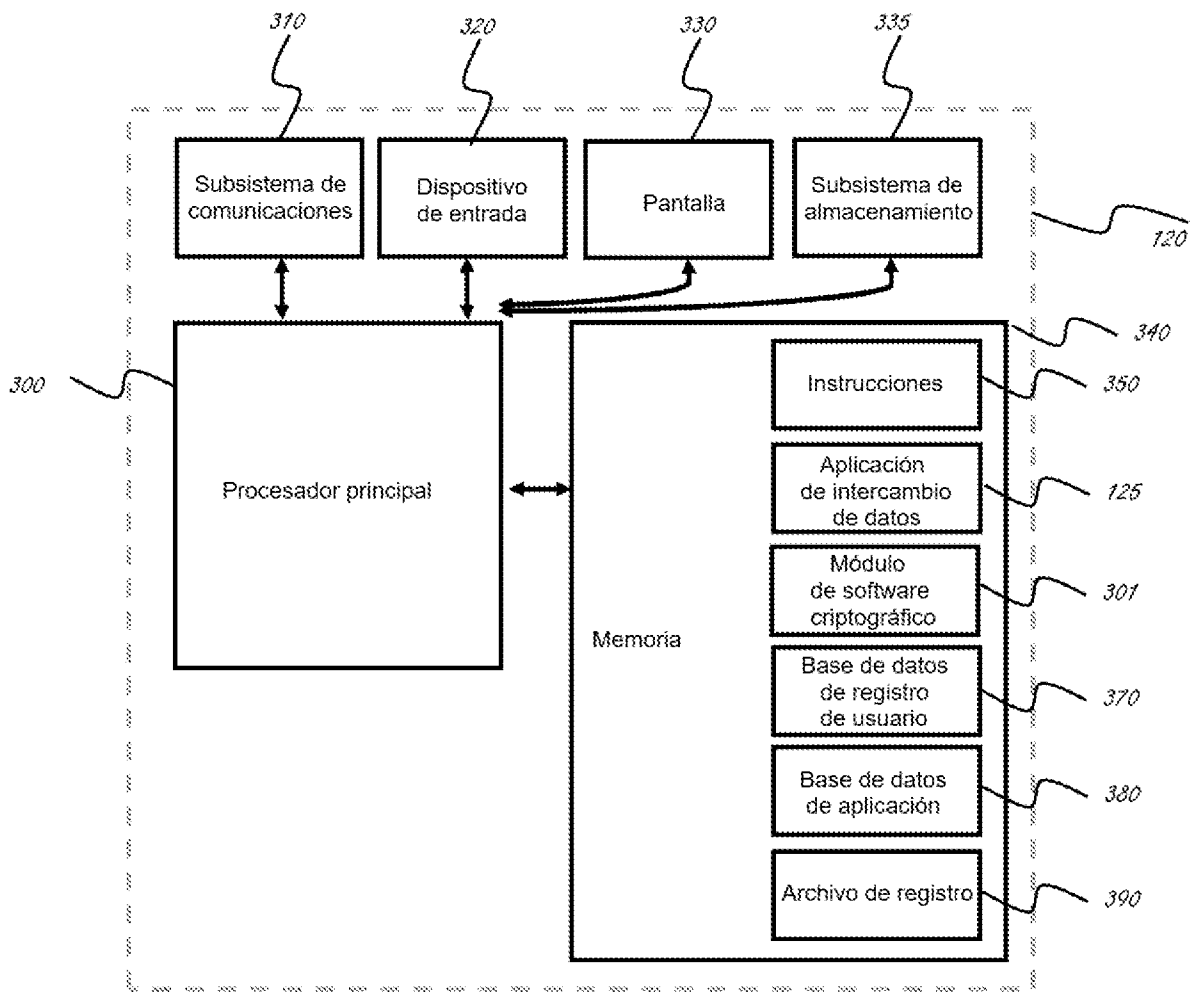 310
320
330
335
Subsistema de
comunicaciones
Dispositivo
de entrada
Pantalla
Subsistema de
almacenamiento
120
300
Procesador principal
340
Memoria
Instrucciones
350
Aplicación
de intercambio
de datos
125
Módulo
de software
criptográfico
301
Base de datos
de registro
de usuario
370
Base de datos
de aplicación
380
Archivo de registro
390